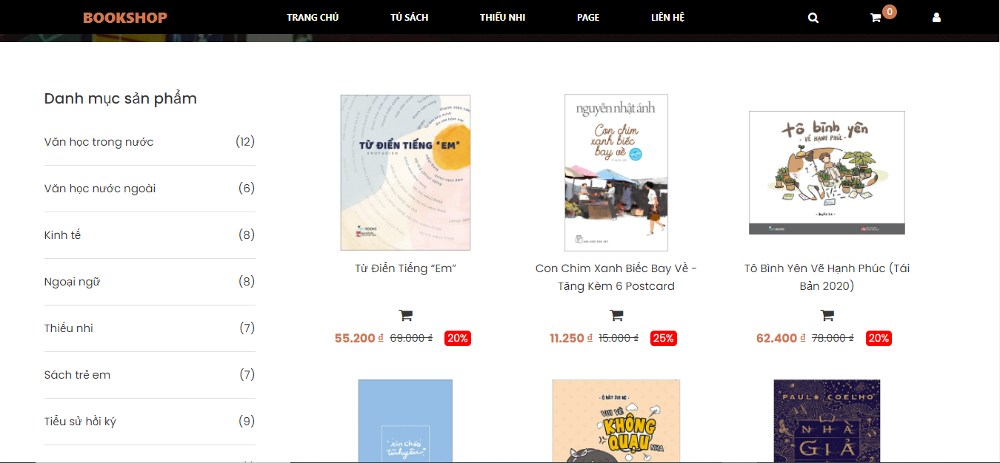 BOOKSHOP
TRANG CHỦ
TỦ SÁCH
THIẾU NHI
PAGE
LIÊN HỆ
0
Danh mục sản phẩm
Văn học trong nước (12)
Văn học nước ngoài (6)
Kinh tế (8)
Ngoại ngữ (8)
Thiếu nhi (7)
Sách trẻ em (7)
Tiểu sử hồi ký (9)
TỪ ĐIỂN TIẾNG “EM”
KHOTUDIEN
Từ Điển Tiếng “Em”
55.200 ₫ 69.000 ₫ 20%
nguyễn nhật ánh
Con chim
xanh biếc
bay về
Con Chim Xanh Biếc Bay Về -
Tặng Kèm 6 Postcard
11.250 ₫ 15.000 ₫ 25%
tô bình yên
- VẼ HẠNH PHÚC -
Tô Bình Yên Vẽ Hạnh Phúc (Tái
Bản 2020)
62.400 ₫ 78.000 ₫ 20%
xin chào
tình yêu
- Ở ĐÂY ZUI NÈ -
VUI VẺ
KHÔNG
QUẠU
NHA
PAULO COELHO
NHÀ
GIẢ